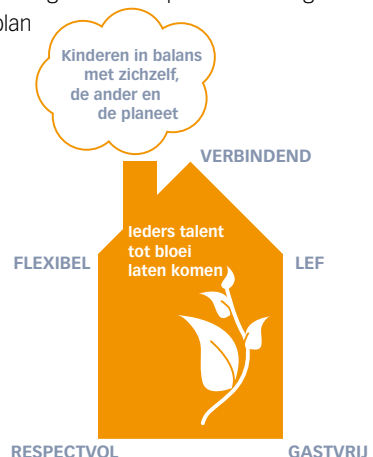 plan
Kinderen in balans
met zichzelf,
de ander en
de planeet
VERBINDEND
Ieders talent
tot bloei
laten komen
FLEXIBEL
LEF
RESPECTVOL
GASTVRIJ